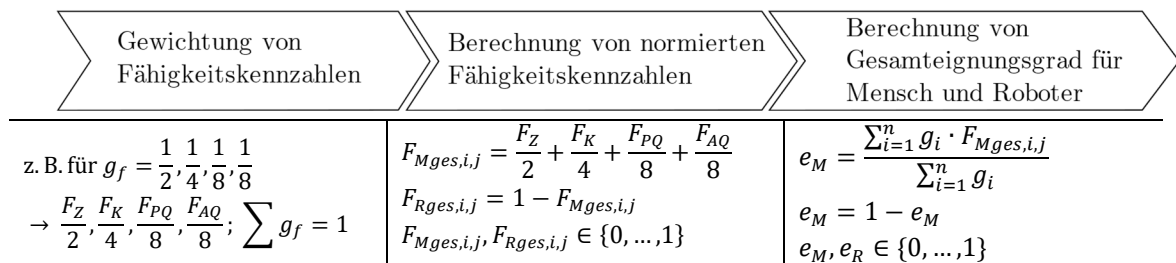 Gewichtung von
Fähigkeitskennzahlen
Berechnung von normierten
Fähigkeitskennzahlen
Berechnung von
Gesamteignungsgrad für
Mensch und Roboter
z. B. für g_f = 1/2, 1/4, 1/8, 1/8
→ F_Z/2, F_K/4, F_PQ/8, F_AQ/8; ∑ g_f = 1
F_Mges,i,j = F_Z/2 + F_K/4 + F_PQ/8 + F_AQ/8
F_Rges,i,j = 1 − F_Mges,i,j
F_Mges,i,j, F_Rges,i,j ∈ {0, … ,1}
e_M = ∑_{i=1}^{n} g_i · F_Mges,i,j / ∑_{i=1}^{n} g_i
e_M = 1 − e_M
e_M, e_R ∈ {0, … ,1}